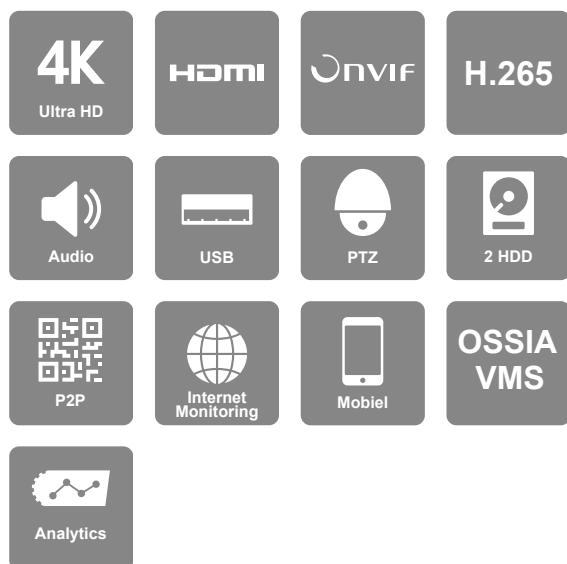 4K
Ultra HD
HDMI
ONVIF
H.265
Audio
USB
PTZ
2 HDD
P2P
Internet
Monitoring
Mobiel
OSSIA
VMS
Analytics